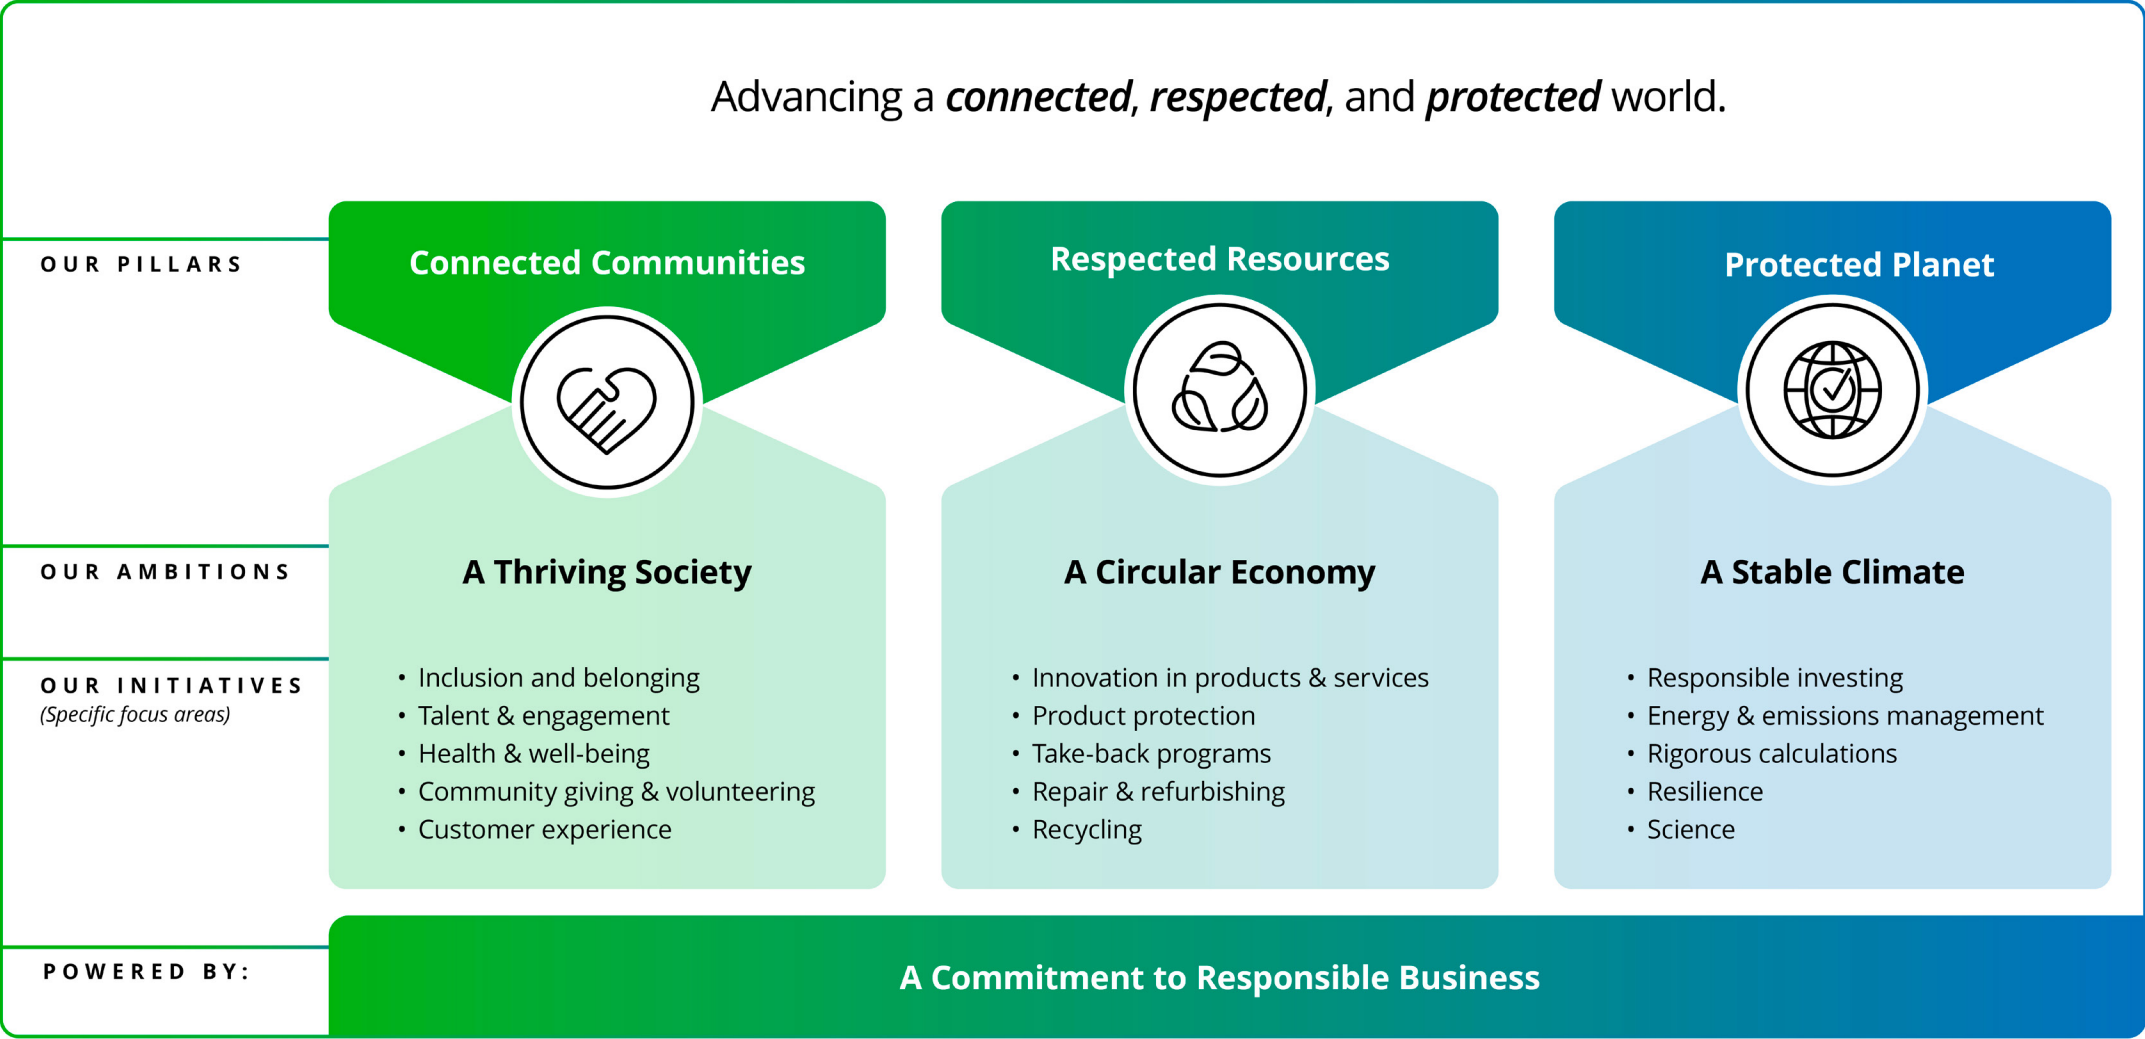 Advancing a connected, respected, and protected world.
OUR PILLARS
Connected Communities
Respected Resources
Protected Planet
OUR AMBITIONS
A Thriving Society
A Circular Economy
A Stable Climate
OUR INITIATIVES
(Specific focus areas)
• Inclusion and belonging
• Talent & engagement
• Health & well-being
• Community giving & volunteering
• Customer experience
• Innovation in products & services
• Product protection
• Take-back programs
• Repair & refurbishing
• Recycling
• Responsible investing
• Energy & emissions management
• Rigorous calculations
• Resilience
• Science
POWERED BY:
A Commitment to Responsible Business